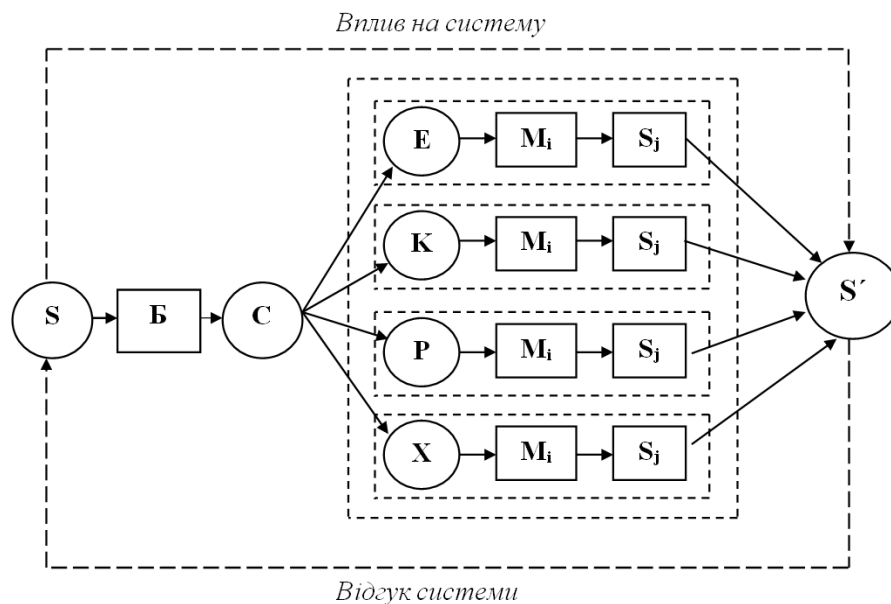 Вплив на систему
E Mi Sj
K Mi Sj
S Б C P Mi Sj S´
X Mi Sj
Відгук системи